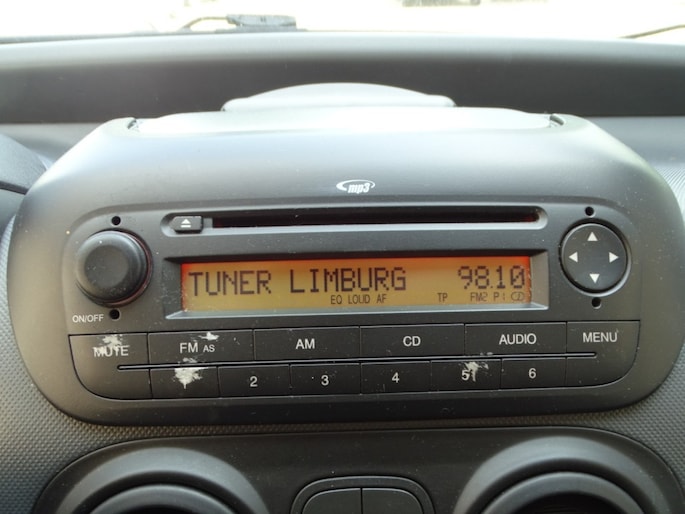 mp3
TUNER LIMBURG 98.10
EQ LOUD AF TP FM2 P: CD
ON/OFF
MUTE FM AS AM CD AUDIO MENU
2 3 4 5 6